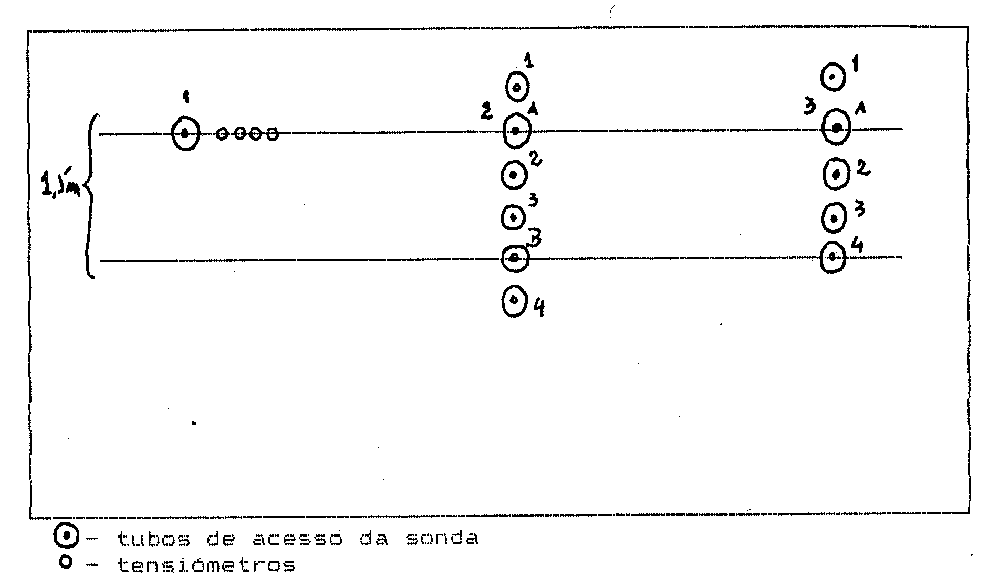 1 1
1 2 A 3 A
2 2
1,5m
3 3
B 4
4
- tubos de acesso da sonda
- tensiómetros